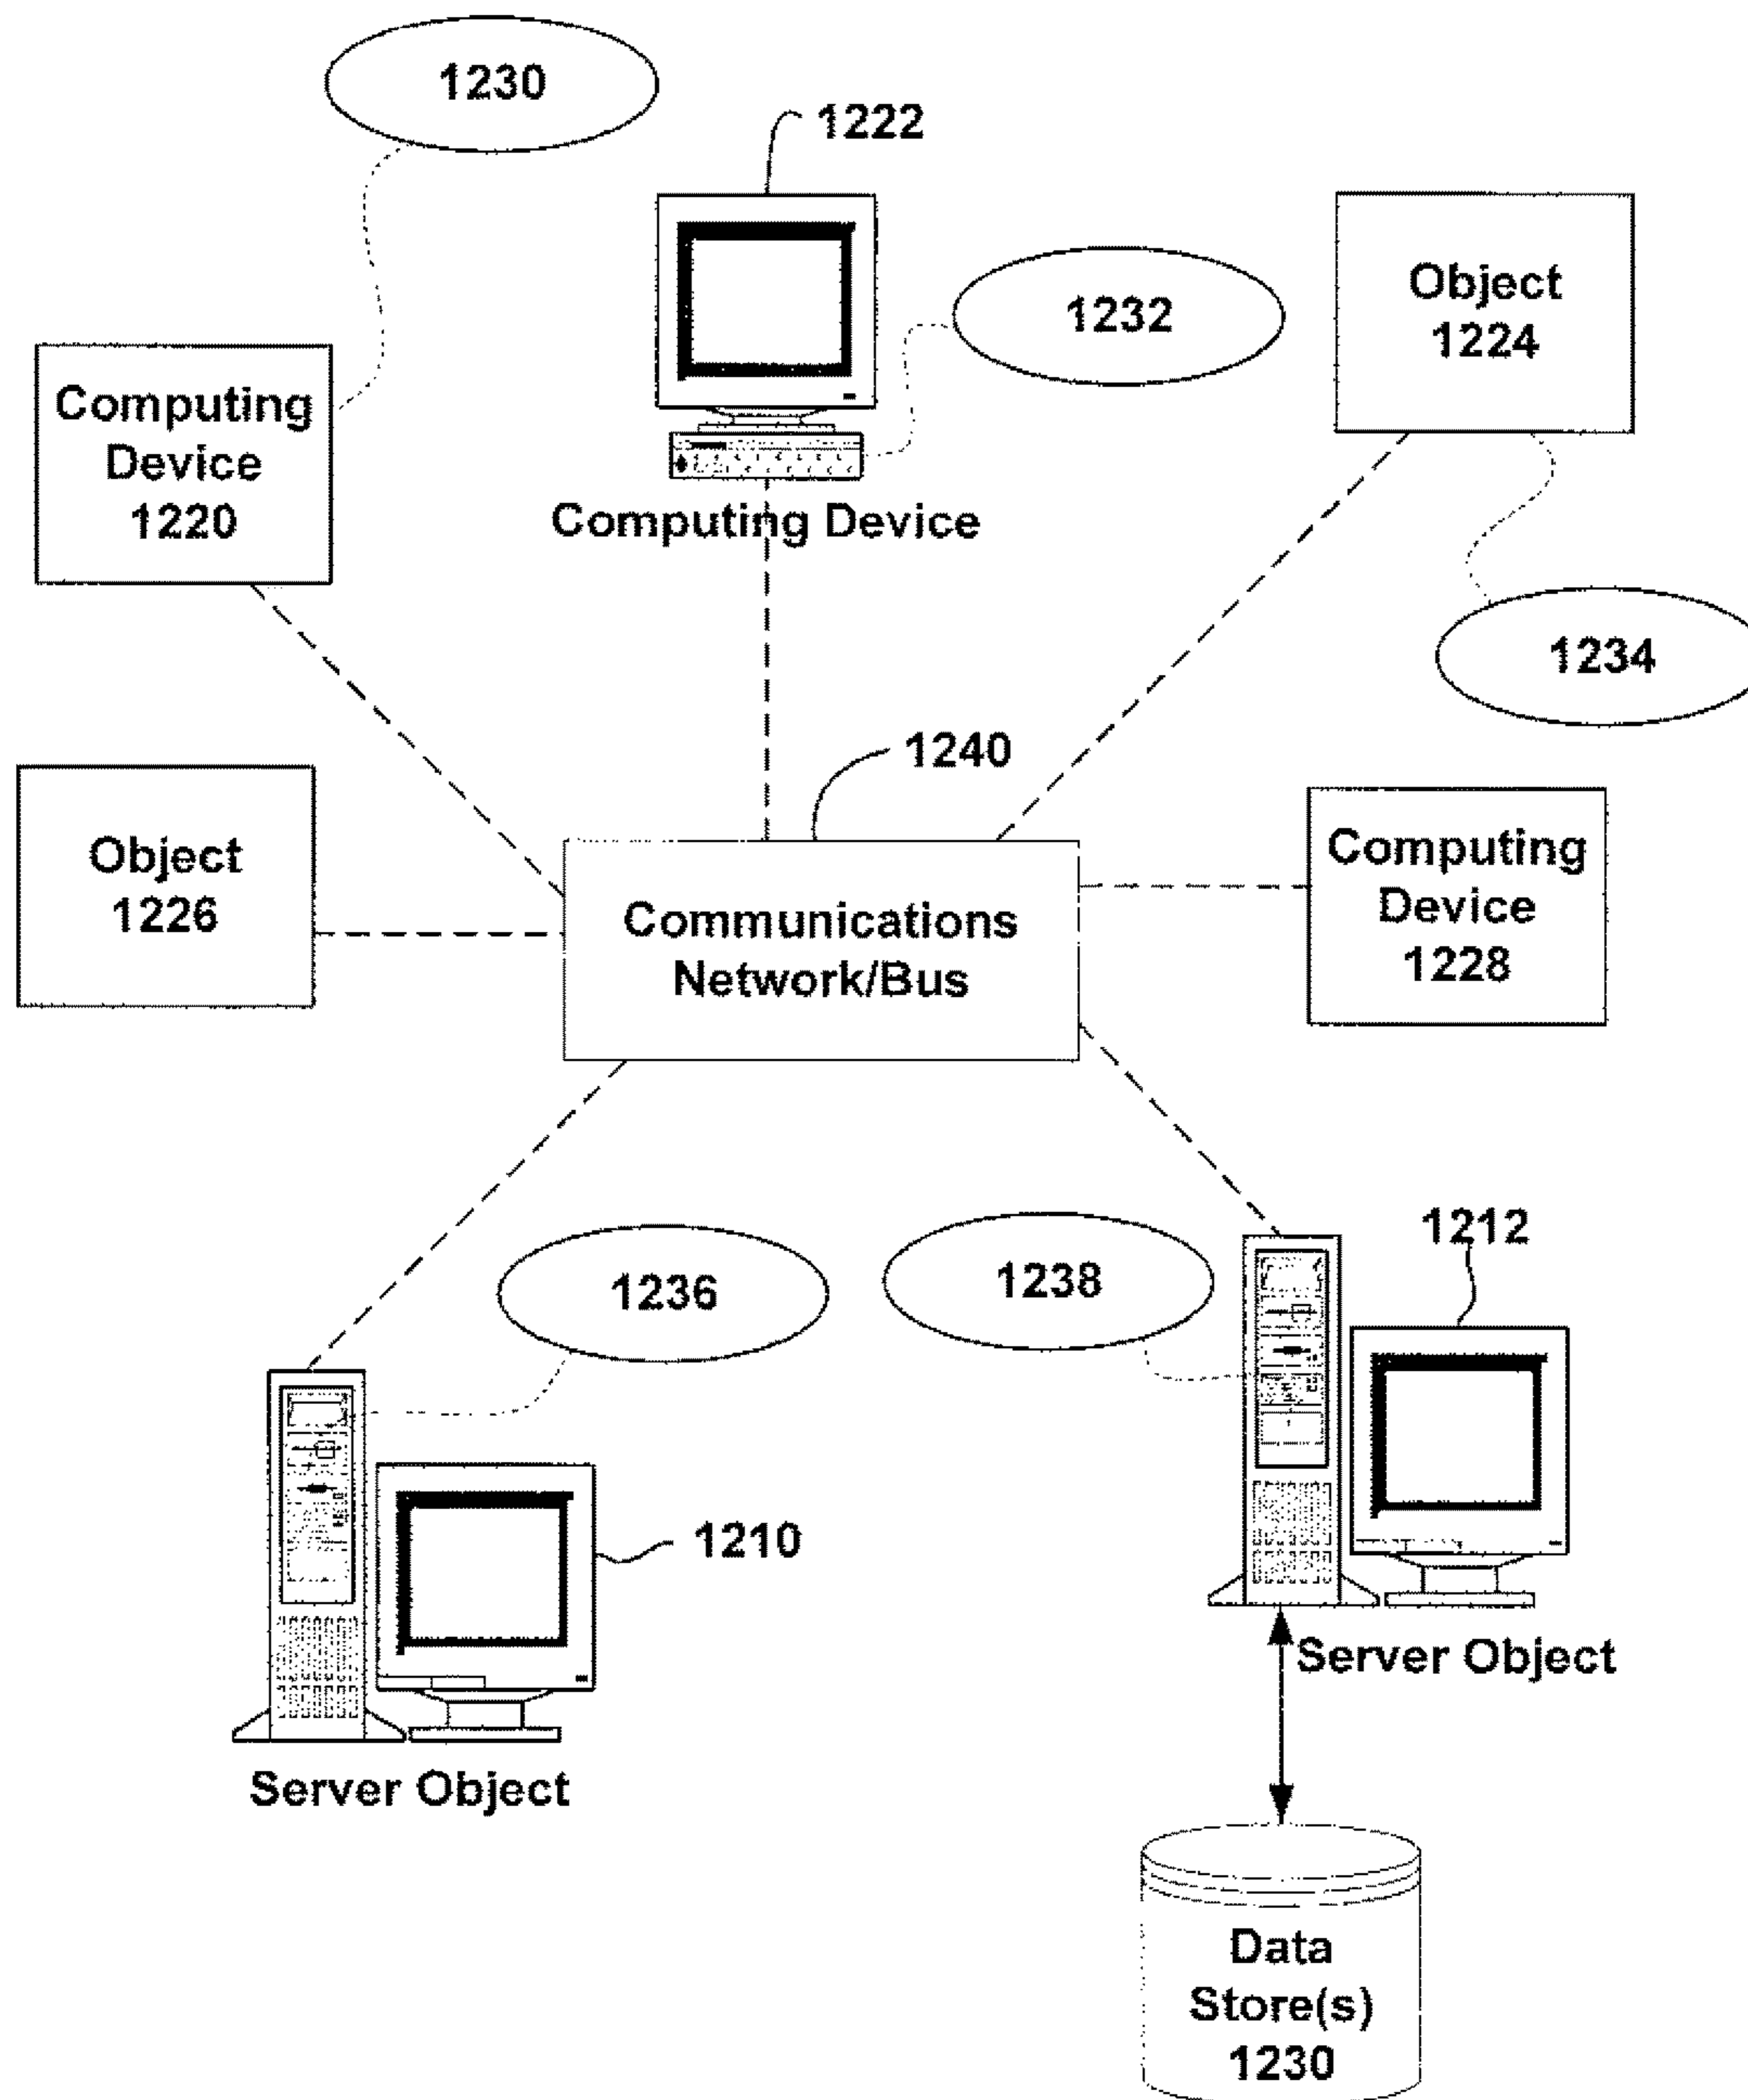 1230
1222
Object
1224
1232
Computing
Device
1220
Computing Device
1234
1240
Object
1226
Computing
Device
1228
Communications
Network/Bus
1212
1236
1238
1210
Server Object
Server Object
Data
Store(s)
1230